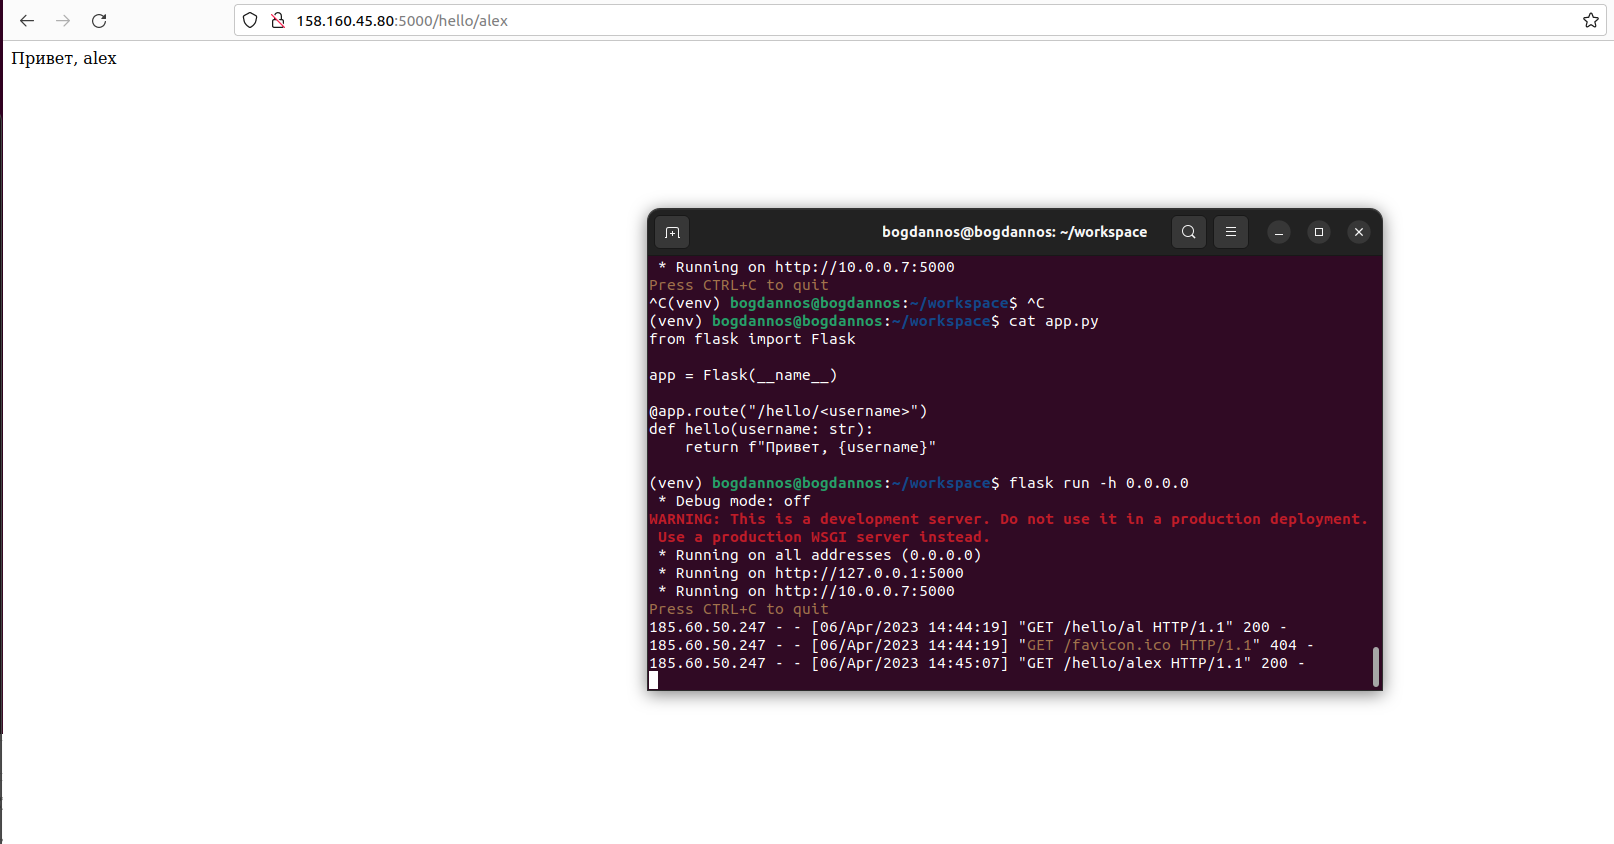 158.160.45.80:5000/hello/alex
Привет, alex
bogdannos@bogdannos: ~/workspace
 * Running on http://10.0.0.7:5000
Press CTRL+C to quit
^C(venv) bogdannos@bogdannos:~/workspace$ ^C
(venv) bogdannos@bogdannos:~/workspace$ cat app.py
from flask import Flask
app = Flask(__name__)
@app.route("/hello/<username>")
def hello(username: str):
    return f"Привет, {username}"
(venv) bogdannos@bogdannos:~/workspace$ flask run -h 0.0.0.0
 * Debug mode: off
WARNING: This is a development server. Do not use it in a production deployment.
 Use a production WSGI server instead.
 * Running on all addresses (0.0.0.0)
 * Running on http://127.0.0.1:5000
 * Running on http://10.0.0.7:5000
Press CTRL+C to quit
185.60.50.247 - - [06/Apr/2023 14:44:19] "GET /hello/al HTTP/1.1" 200 -
185.60.50.247 - - [06/Apr/2023 14:44:19] "GET /favicon.ico HTTP/1.1" 404 -
185.60.50.247 - - [06/Apr/2023 14:45:07] "GET /hello/alex HTTP/1.1" 200 -